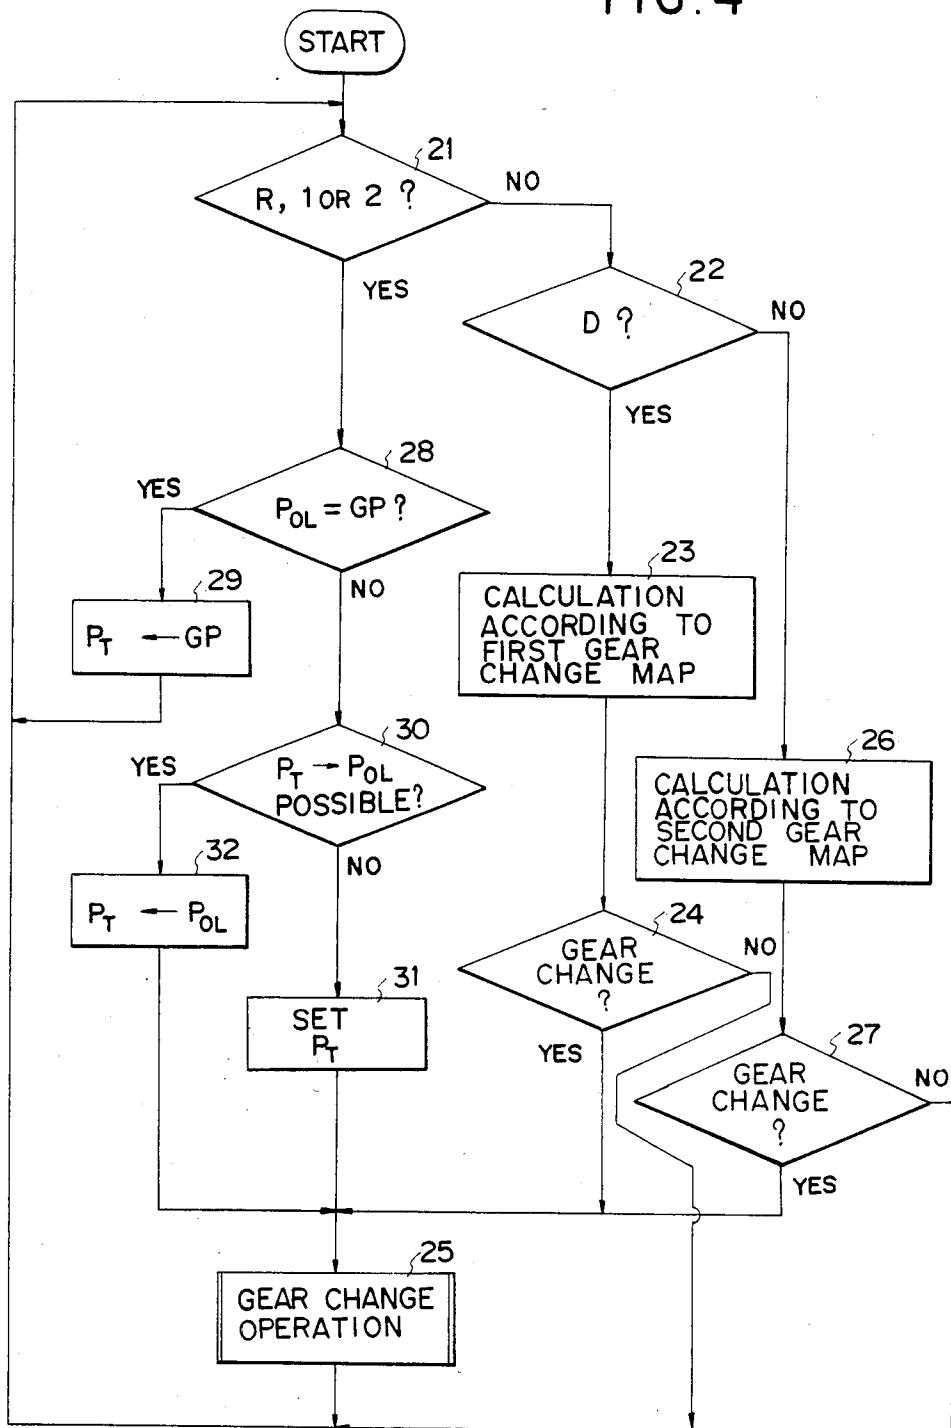 FIG. 4
START
21
R, 1 OR 2 ?
NO
YES
22
D ?
NO
YES
28
YES
POL = GP ?
NO
29
PT ← GP
23
CALCULATION
ACCORDING TO
FIRST GEAR
CHANGE MAP
30
YES
PT → POL
POSSIBLE?
NO
26
CALCULATION
ACCORDING TO
SECOND GEAR
CHANGE MAP
32
PT ← POL
24
GEAR
CHANGE
?
NO
YES
31
SET
PT
27
GEAR
CHANGE
?
NO
YES
25
GEAR CHANGE
OPERATION